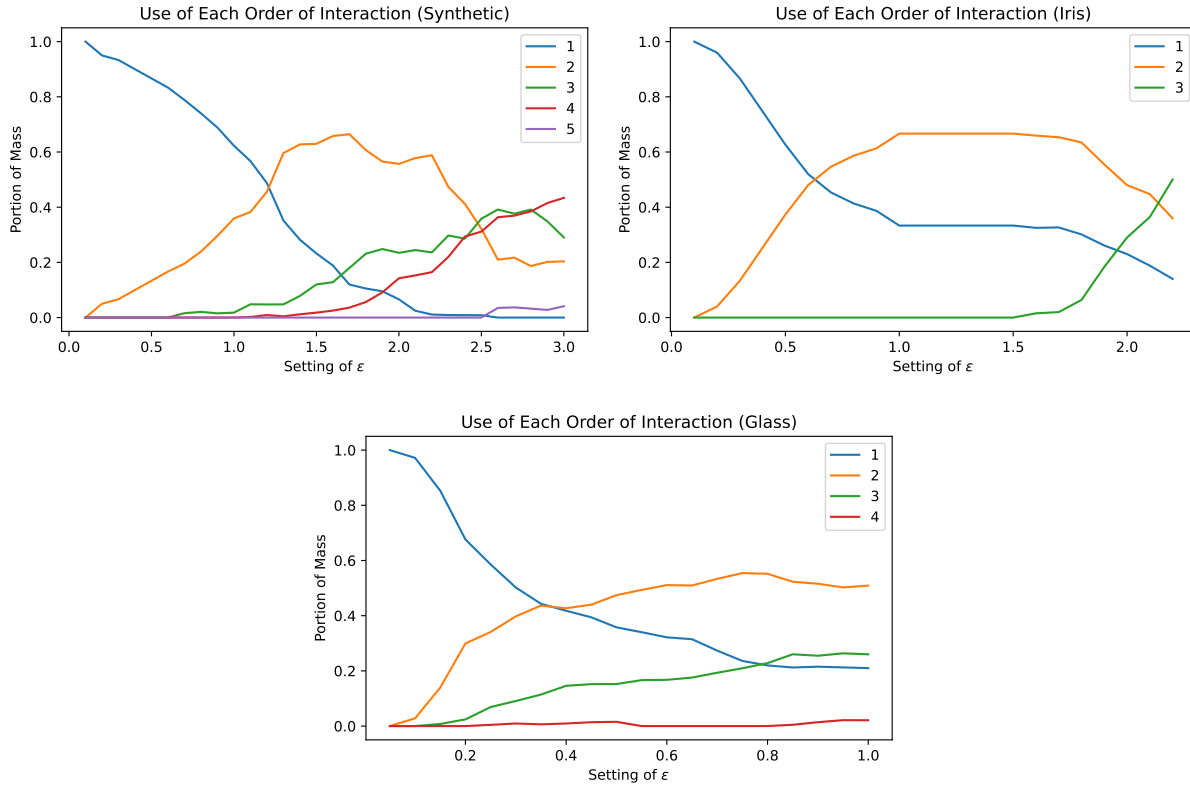 Use of Each Order of Interaction (Synthetic)
1.0
0.8
0.6
0.4
0.2
0.0
Portion of Mass
1
2
3
4
5
0.0 0.5 1.0 1.5 2.0 2.5 3.0
Setting of ε
Use of Each Order of Interaction (Iris)
1.0
0.8
0.6
0.4
0.2
0.0
Portion of Mass
1
2
3
0.0 0.5 1.0 1.5 2.0
Setting of ε
Use of Each Order of Interaction (Glass)
1.0
0.8
0.6
0.4
0.2
0.0
Portion of Mass
1
2
3
4
0.2 0.4 0.6 0.8 1.0
Setting of ε